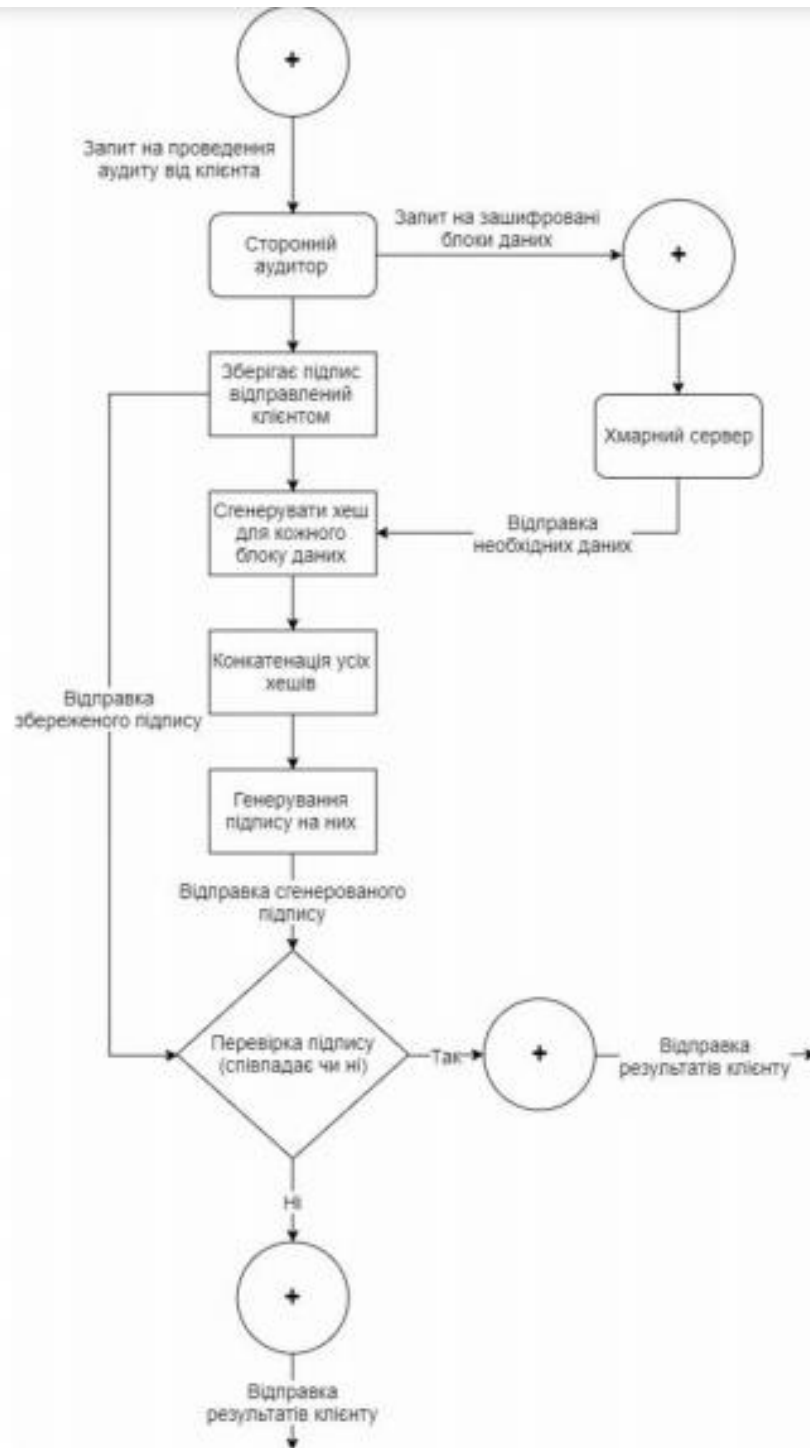 +
Запит на проведення
аудиту від клієнта
Сторонній
аудитор
Запит на зашифровані
блоки даних
+
Зберігає підпис
відправлений
клієнтом
Хмарний сервер
Сгенерувати хеш
для кожного
блоку даних
Відправка
необхідних даних
Конкатенація усіх
хешів
Відправка
збереженого підпису
Генерування
підпису на них
Відправка сгенерованого
підпису
Перевірка підпису
(співпадає чи ні)
Так
+
Відправка
результатів клієнту
Ні
+
Відправка
результатів клієнту